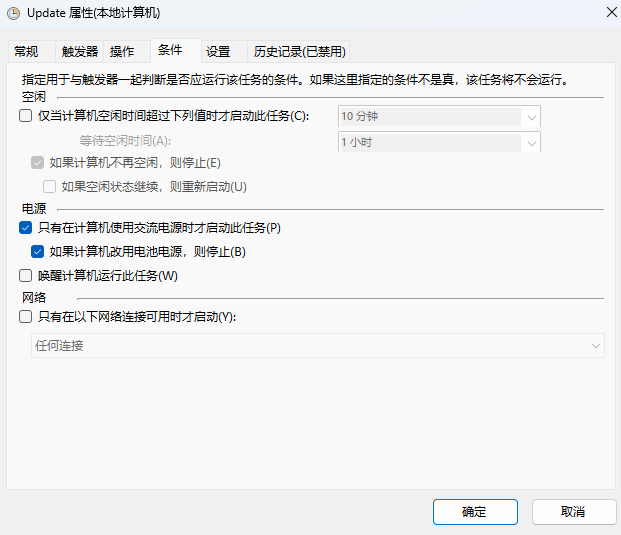 Update 属性(本地计算机)
常规 触发器 操作 条件 设置 历史记录(已禁用)
指定用于与触发器一起判断是否应运行该任务的条件。如果这里指定的条件不是真，该任务将不会运行。
空闲
仅当计算机空闲时间超过下列值时才启动此任务(C): 10 分钟
等待空闲时间(A): 1 小时
如果计算机不再空闲，则停止(E)
如果空闲状态继续，则重新启动(U)
电源
只有在计算机使用交流电源时才启动此任务(P)
如果计算机改用电池电源，则停止(B)
唤醒计算机运行此任务(W)
网络
只有在以下网络连接可用时才启动(Y):
任何连接
确定 取消